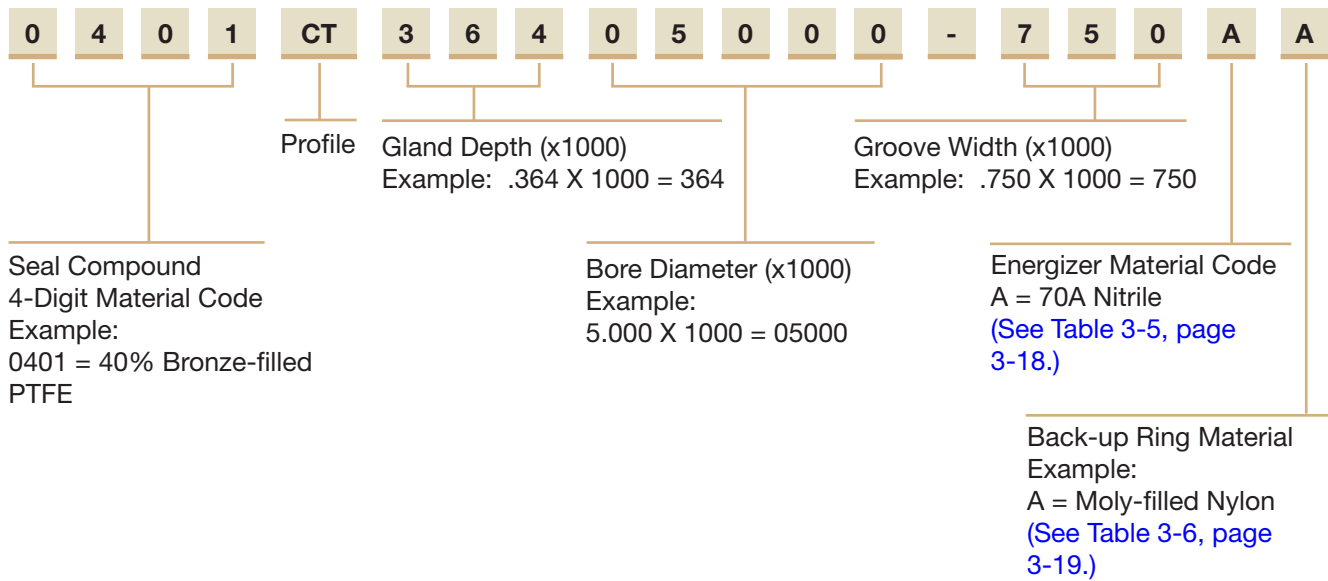 0 4 0 1 CT 3 6 4 0 5 0 0 0 - 7 5 0 A A
Profile
Gland Depth (x1000)
Example: .364 X 1000 = 364
Groove Width (x1000)
Example: .750 X 1000 = 750
Seal Compound
4-Digit Material Code
Example:
0401 = 40% Bronze-filled
PTFE
Bore Diameter (x1000)
Example:
5.000 X 1000 = 05000
Energizer Material Code
A = 70A Nitrile
(See Table 3-5, page
3-18.)
Back-up Ring Material
Example:
A = Moly-filled Nylon
(See Table 3-6, page
3-19.)